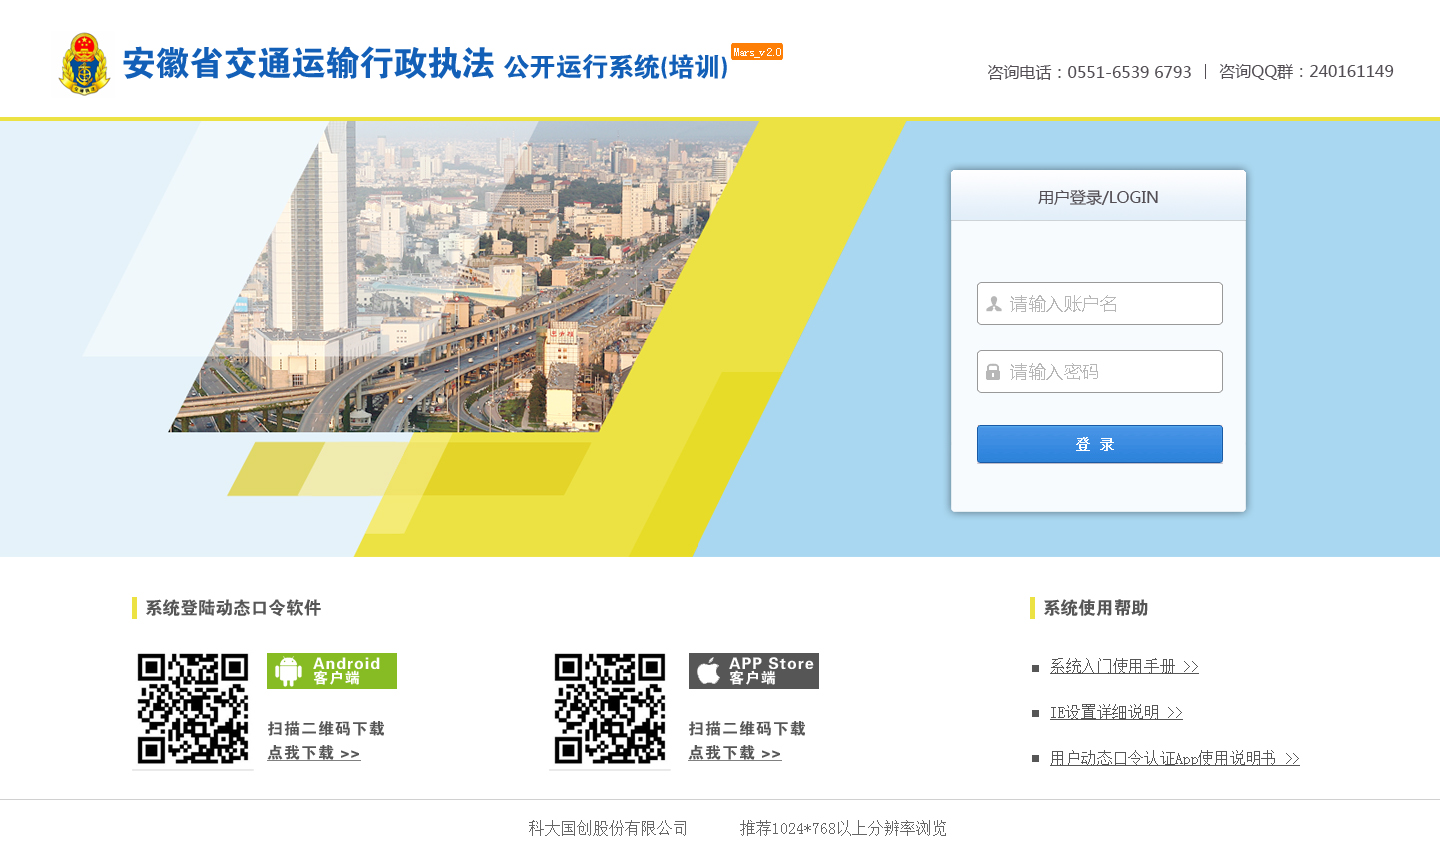 安徽省交通运输行政执法 公开运行系统(培训) Mars_v2.0
咨询电话：0551-6539 6793 | 咨询QQ群：240161149
用户登录/LOGIN
请输入账户名
请输入密码
登 录
系统登陆动态口令软件
Android
客户端
扫描二维码下载
点我下载 >>
APP Store
客户端
扫描二维码下载
点我下载 >>
系统使用帮助
系统入门使用手册 >>
IE设置详细说明 >>
用户动态口令认证App使用说明书 >>
科大国创股份有限公司 推荐1024*768以上分辨率浏览